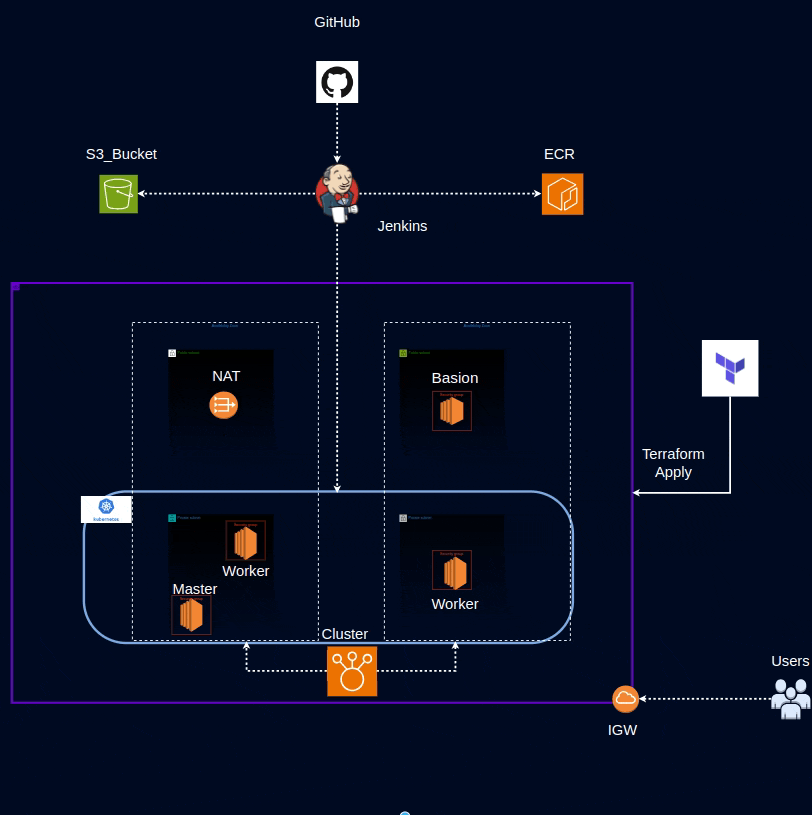 GitHub
S3_Bucket
ECR
Jenkins
NAT
Basion
Terraform
Apply
kubernetes
Worker
Master
Worker
Cluster
Users
IGW